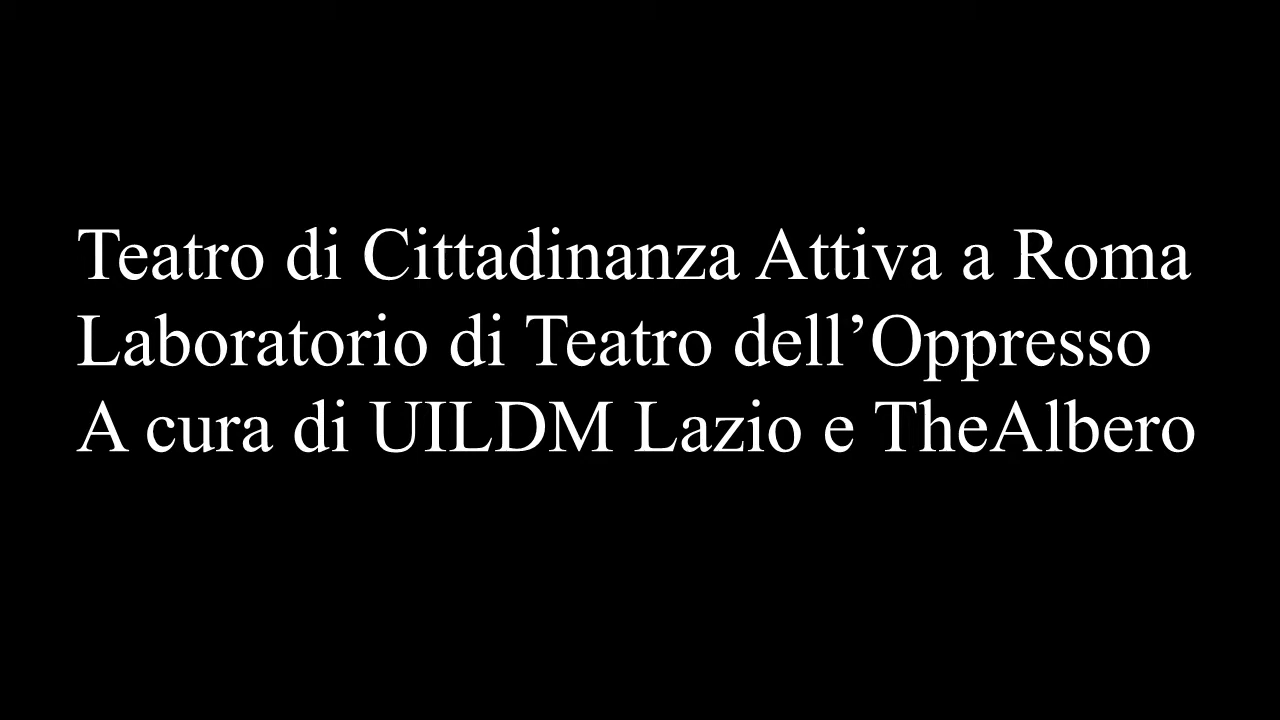 Teatro di Cittadinanza Attiva a Roma
Laboratorio di Teatro dell’Oppresso
A cura di UILDM Lazio e TheAlbero